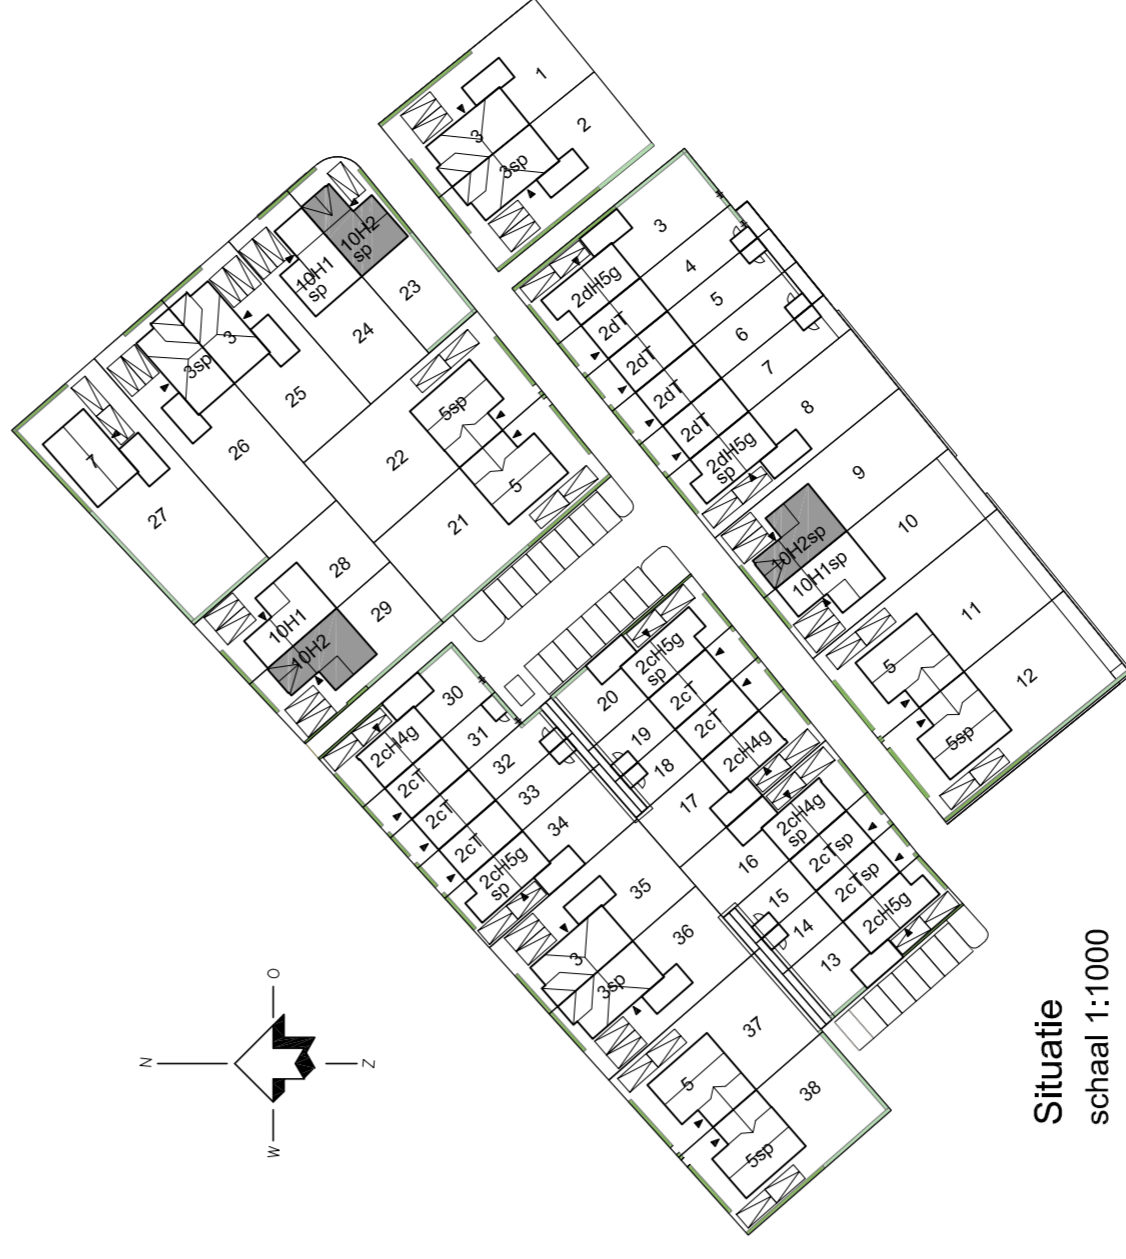 1
2
3
3sp
3
4
5
6
7
8
2dH5g
2dT
2dT
2dT
2dT
2dH5g
sp
9
10
10H2sp
10H1sp
11
12
5
5sp
7
27
26
25
3sp
3
24
23
10H1
sp
10H2
sp
22
21
5sp
5
28
29
10H1
10H2
30
31
32
33
34
2cH4g
2cT
2cT
2cT
2cH5g
sp
20
19
18
17
2cH5g
sp
2cT
2cT
2cH4g
16
15
14
13
2cH4g
sp
2cTsp
2cTsp
2cH5g
35
36
3
3sp
37
38
5
5sp
N
O
Z
W
Situatie
schaal 1:1000